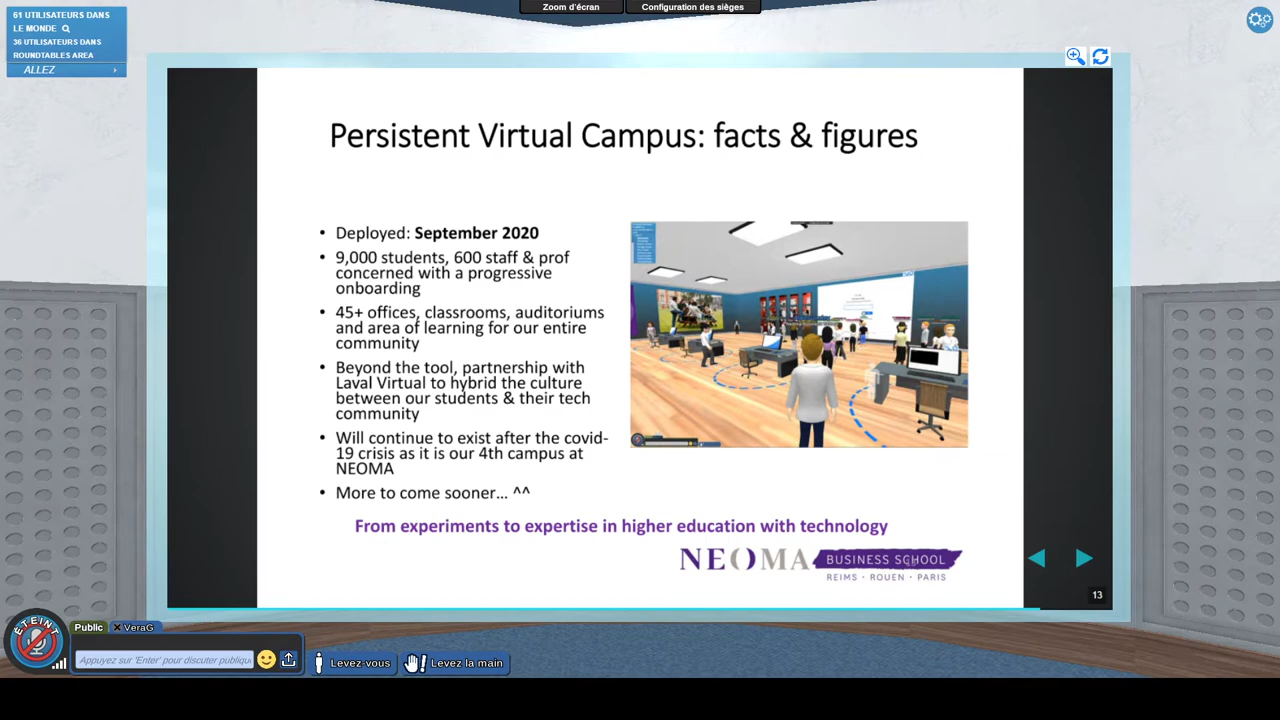 Zoom d'écran
Configuration des sièges
61 UTILISATEURS DANS
LE MONDE
36 UTILISATEURS DANS
ROUNDTABLES AREA
ALLEZ
Persistent Virtual Campus: facts & figures
• Deployed: September 2020
• 9,000 students, 600 staff & prof
concerned with a progressive
onboarding
• 45+ offices, classrooms, auditoriums
and area of learning for our entire
community
• Beyond the tool, partnership with
Laval Virtual to hybrid the culture
between our students & their tech
community
• Will continue to exist after the covid-
19 crisis as it is our 4th campus at
NEOMA
• More to come sooner... ^^
From experiments to expertise in higher education with technology
NEOMA BUSINESS SCHOOL
REIMS • ROUEN • PARIS
13
ÉTEINT
Public
VeraG
Appuyez sur 'Enter' pour discuter publiqu
Levez-vous
Levez la main